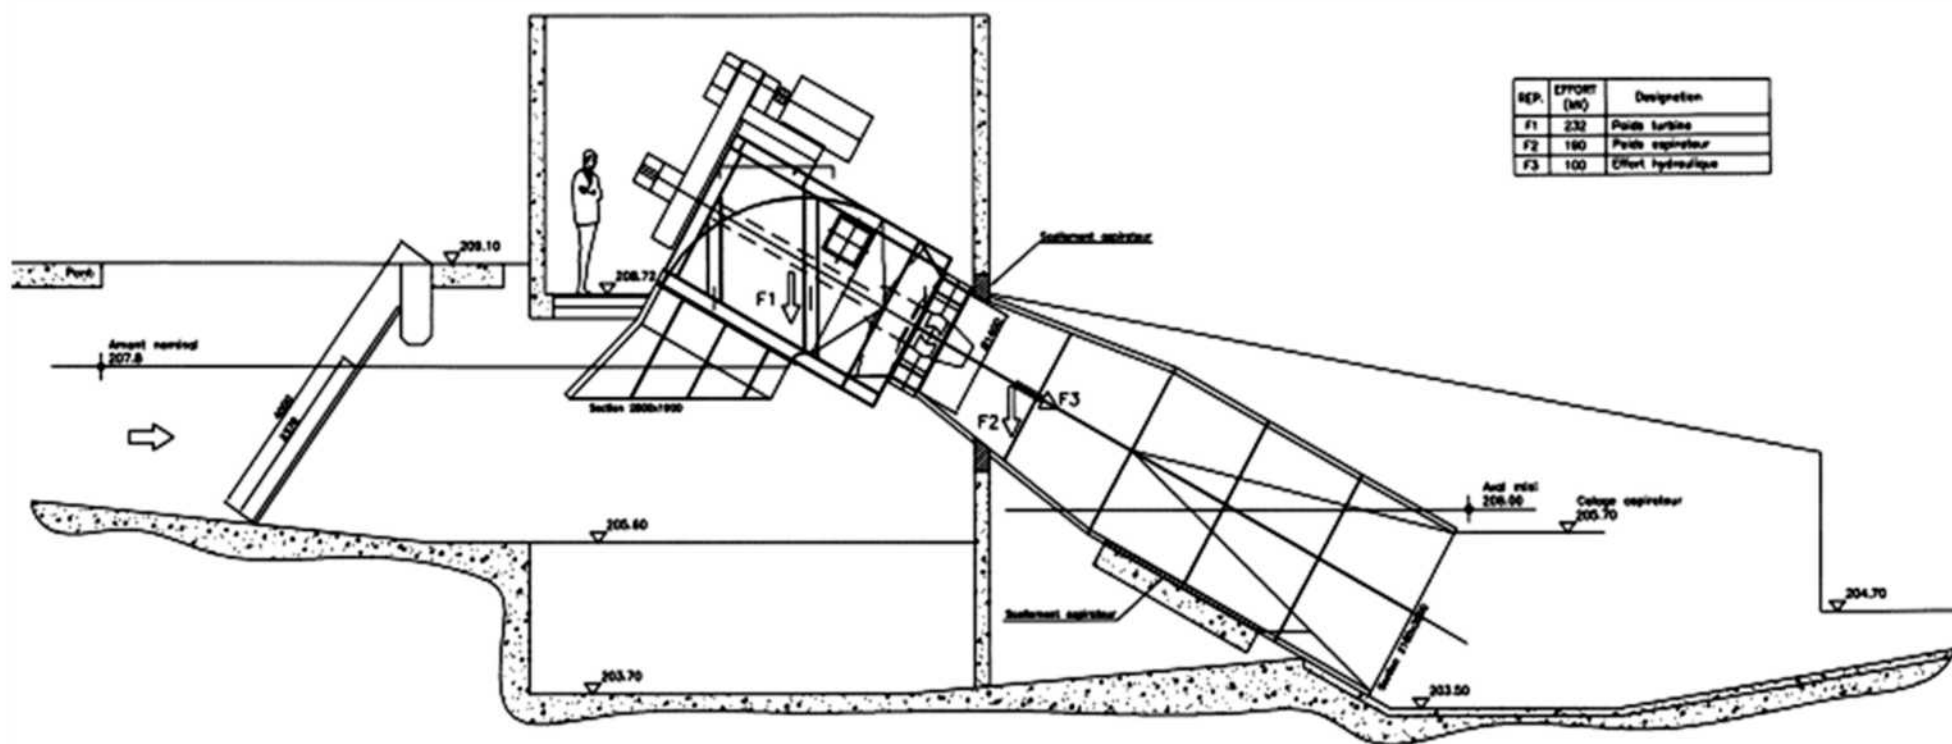 REP. EFFORT (kN) Designation
F1 232 Poids turbine
F2 190 Poids aspirateur
F3 100 Effort hydraulique
Scellement aspirateur
209.10
Pont
208.72
F1
Amont nominal
207.8
Section 2800x1900
F3
F2
Aval mini
206.00
Calage aspirateur
205.70
205.60
204.70
Scellement aspirateur
203.70
203.50